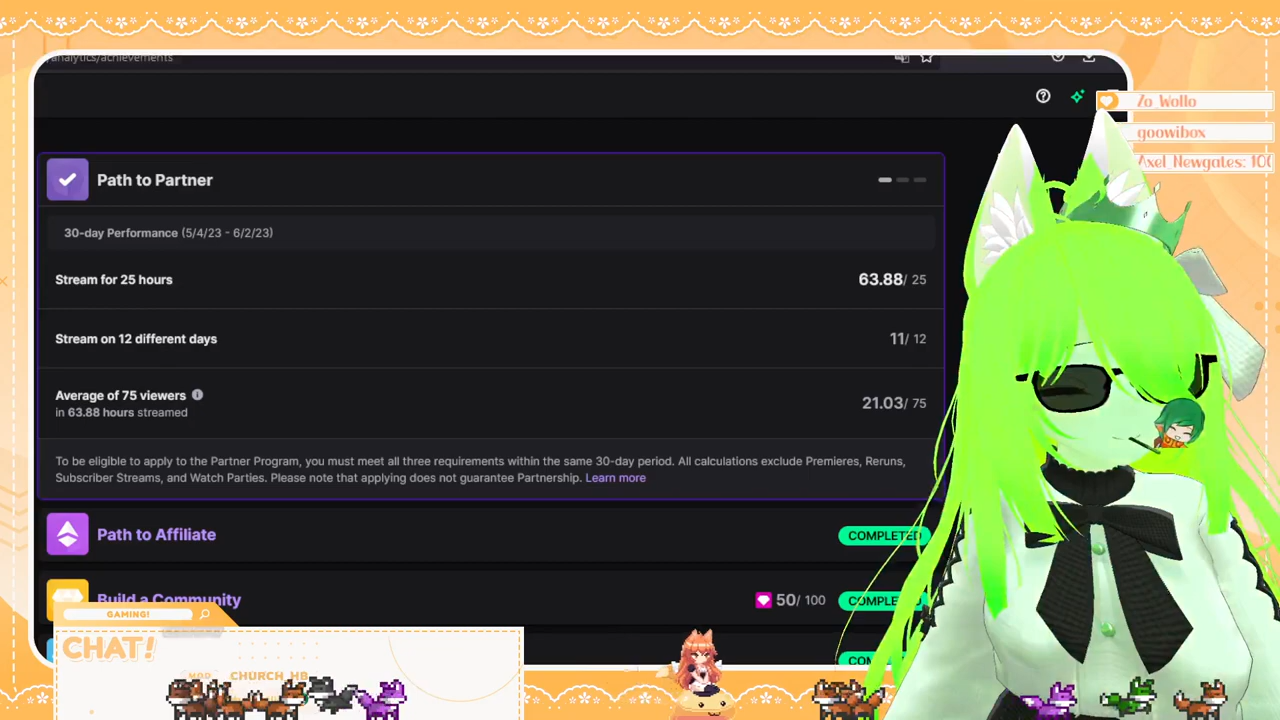 /analytics/achievements
Path to Partner
30-day Performance (5/4/23 - 6/2/23)
Stream for 25 hours
63.88/ 25
Stream on 12 different days
11/ 12
Average of 75 viewers
in 63.88 hours streamed
21.03/ 75
To be eligible to apply to the Partner Program, you must meet all three requirements within the same 30-day period. All calculations exclude Premieres, Reruns,
Subscriber Streams, and Watch Parties. Please note that applying does not guarantee Partnership. Learn more
Path to Affiliate
COMPLETED
Build a Community
50/ 100
Zo_Wollo
goowibox
Axel_Newgates: 100
GAMING!
CHAT!
MOD
CHURCH_HB